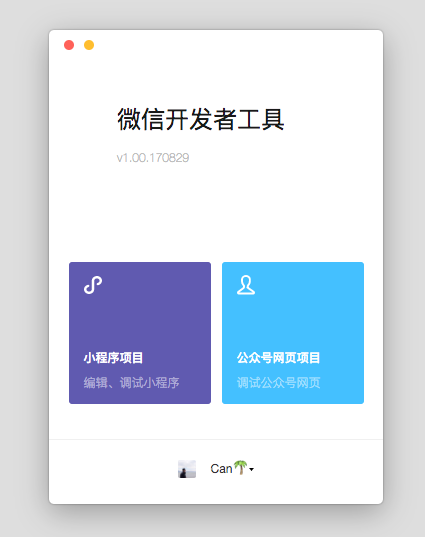 微信开发者工具
v1.00.170829
小程序项目
编辑、调试小程序
公众号网页项目
调试公众号网页
Can🌴